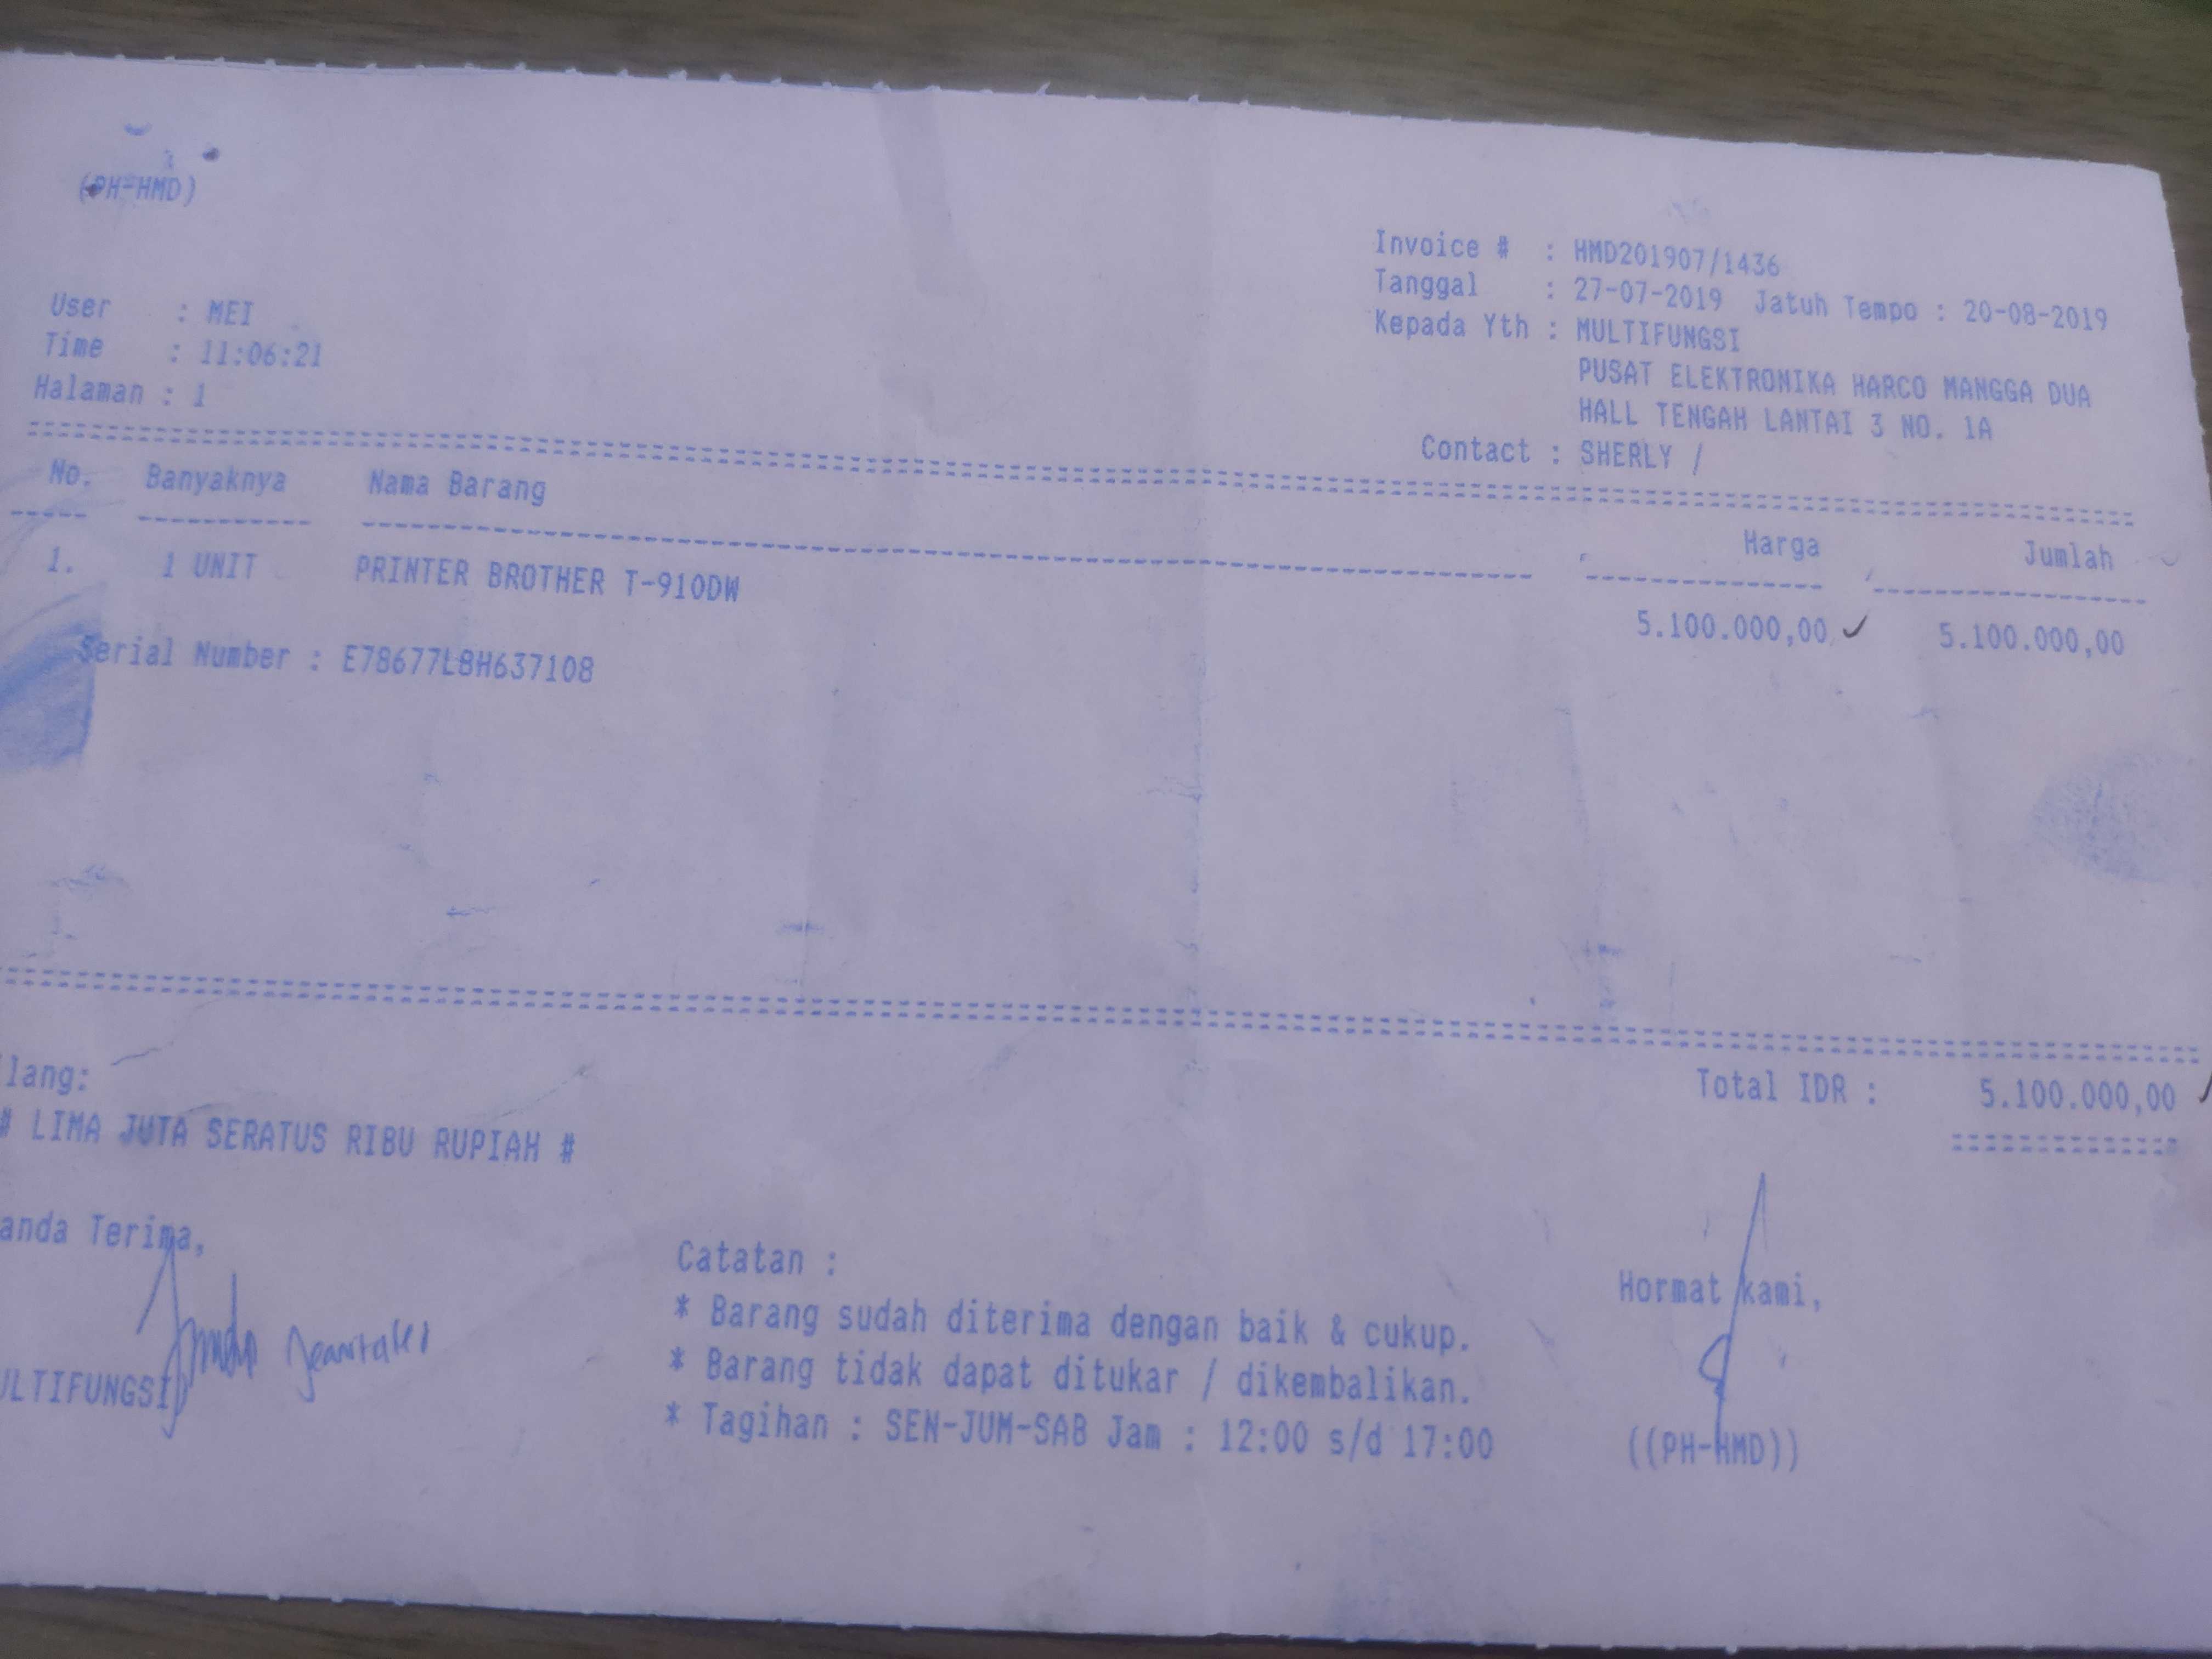 (PH-HMD)
Invoice # : HMD201907/1436
Tanggal : 27-07-2019 Jatuh Tempo : 20-08-2019
Kepada Yth : MULTIFUNGSI
PUSAT ELEKTRONIKA HARCO MANGGA DUA
HALL TENGAH LANTAI 3 NO. 1A
Contact : SHERLY /
User : MEI
Time : 11:06:21
Halaman : 1
No. Banyaknya Nama Barang Harga Jumlah
1. 1 UNIT PRINTER BROTHER T-910DW 5.100.000,00 5.100.000,00
Serial Number : E78677L8H637108
lang:
Total IDR : 5.100.000,00
# LIMA JUTA SERATUS RIBU RUPIAH #
anda Terima,
Catatan :
* Barang sudah diterima dengan baik & cukup.
* Barang tidak dapat ditukar / dikembalikan.
* Tagihan : SEN-JUM-SAB Jam : 12:00 s/d 17:00
Hormat kami,
ULTIFUNGSI)
((PH-HMD))